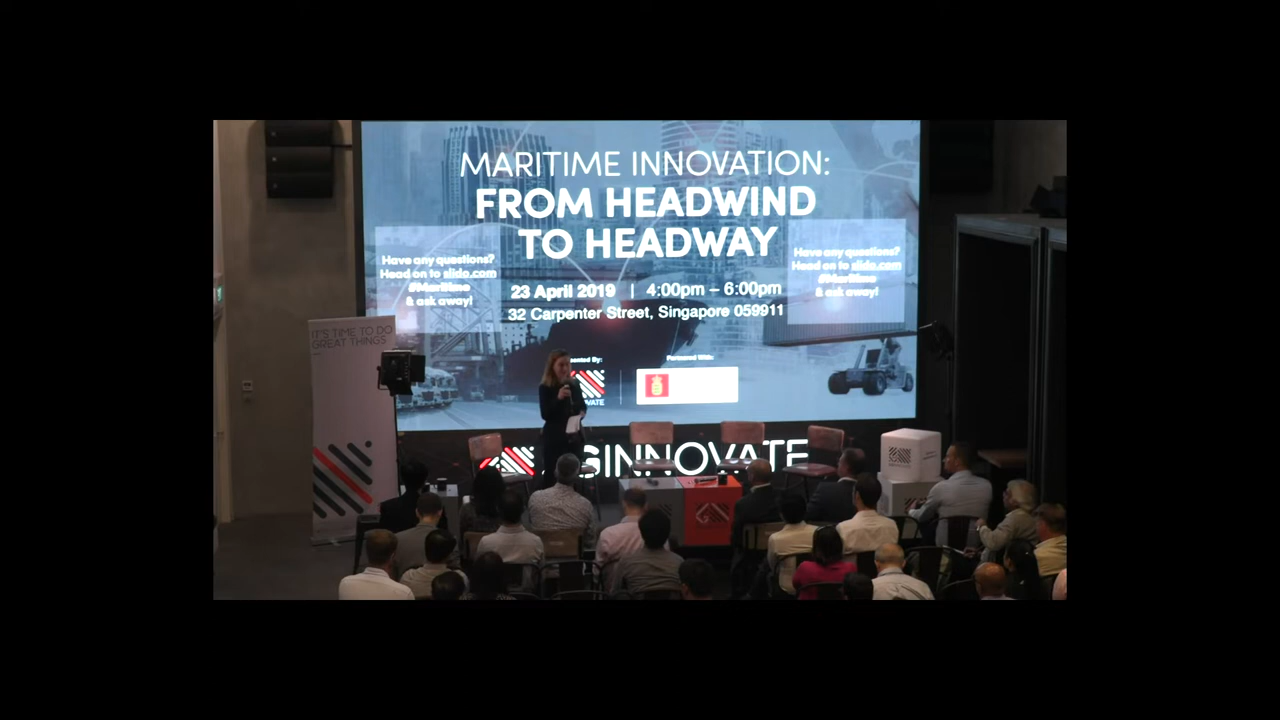 MARITIME INNOVATION:
FROM HEADWIND
TO HEADWAY
Have any questions?
Head on to slido.com
#Maritime
& ask away!
Have any questions?
Head on to slido.com
#Maritime
& ask away!
23 April 2019 | 4:00pm – 6:00pm
32 Carpenter Street, Singapore 059911
Partnered With:
IT'S TIME TO DO
GREAT THINGS
SGINNOVATE